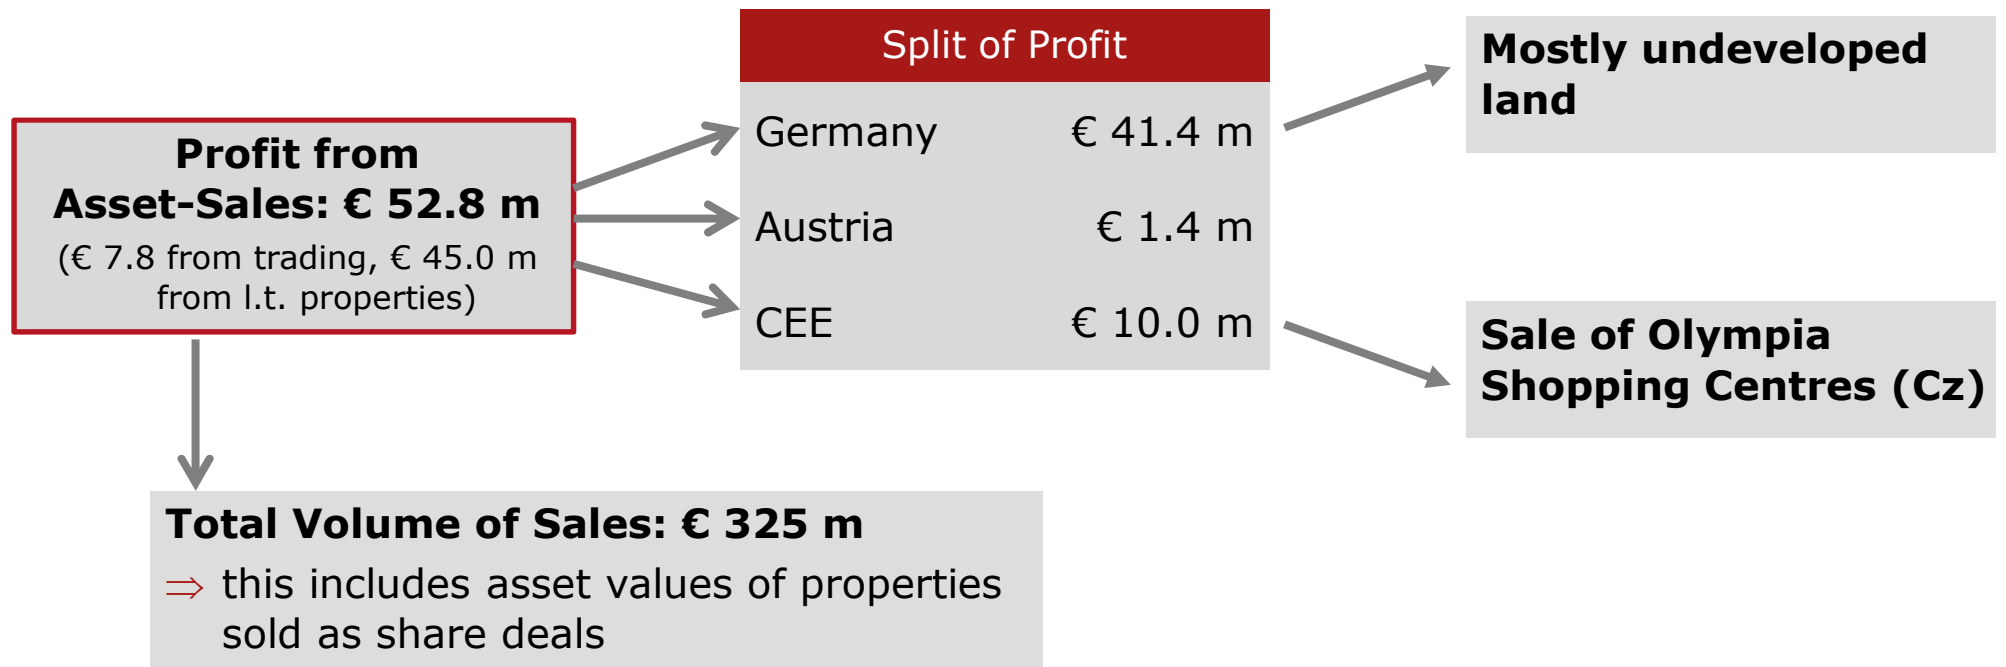 Split of Profit
Mostly undeveloped
land
Profit from
Asset-Sales: € 52.8 m
(€ 7.8 from trading, € 45.0 m
from l.t. properties)
Germany € 41.4 m
Austria € 1.4 m
CEE € 10.0 m
Sale of Olympia
Shopping Centres (Cz)
Total Volume of Sales: € 325 m
⇒ this includes asset values of properties
sold as share deals